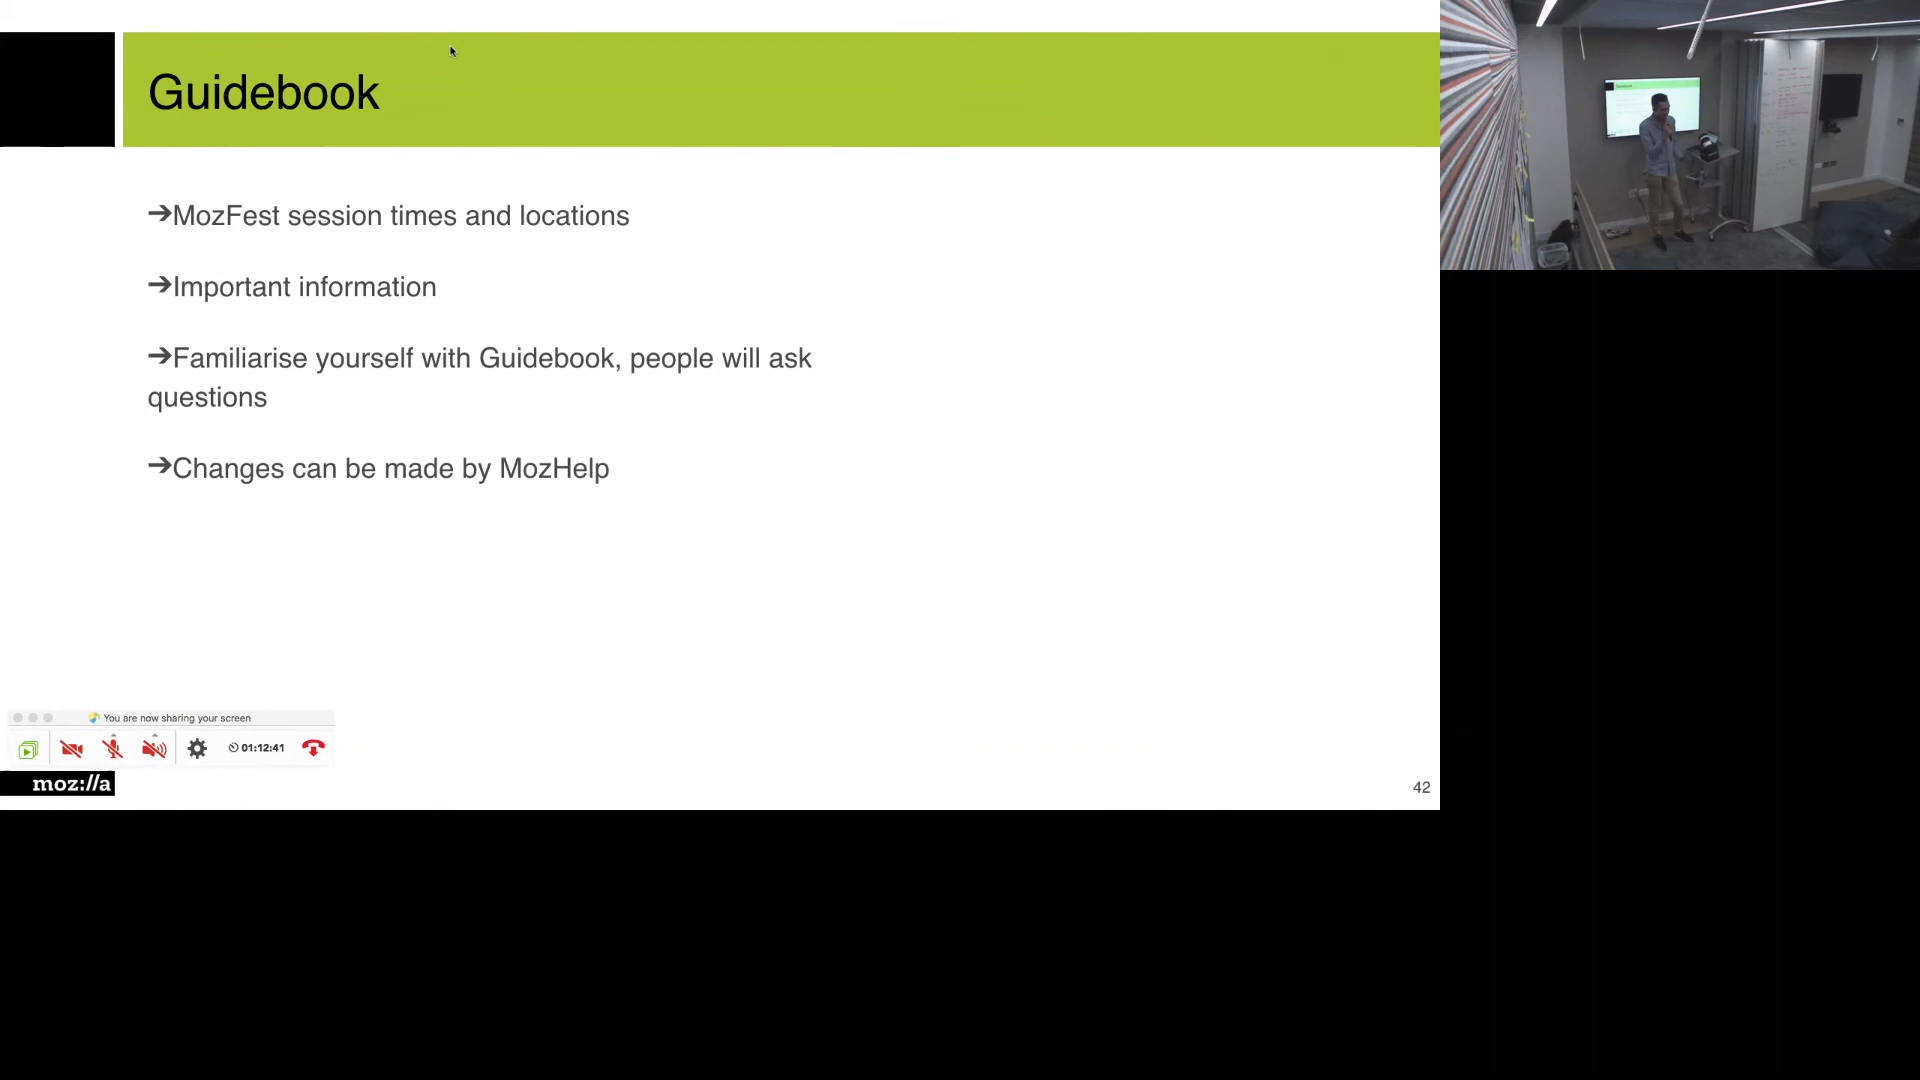 Guidebook
➔MozFest session times and locations
➔Important information
➔Familiarise yourself with Guidebook, people will ask
questions
➔Changes can be made by MozHelp
You are now sharing your screen
01:12:41
moz://a
42